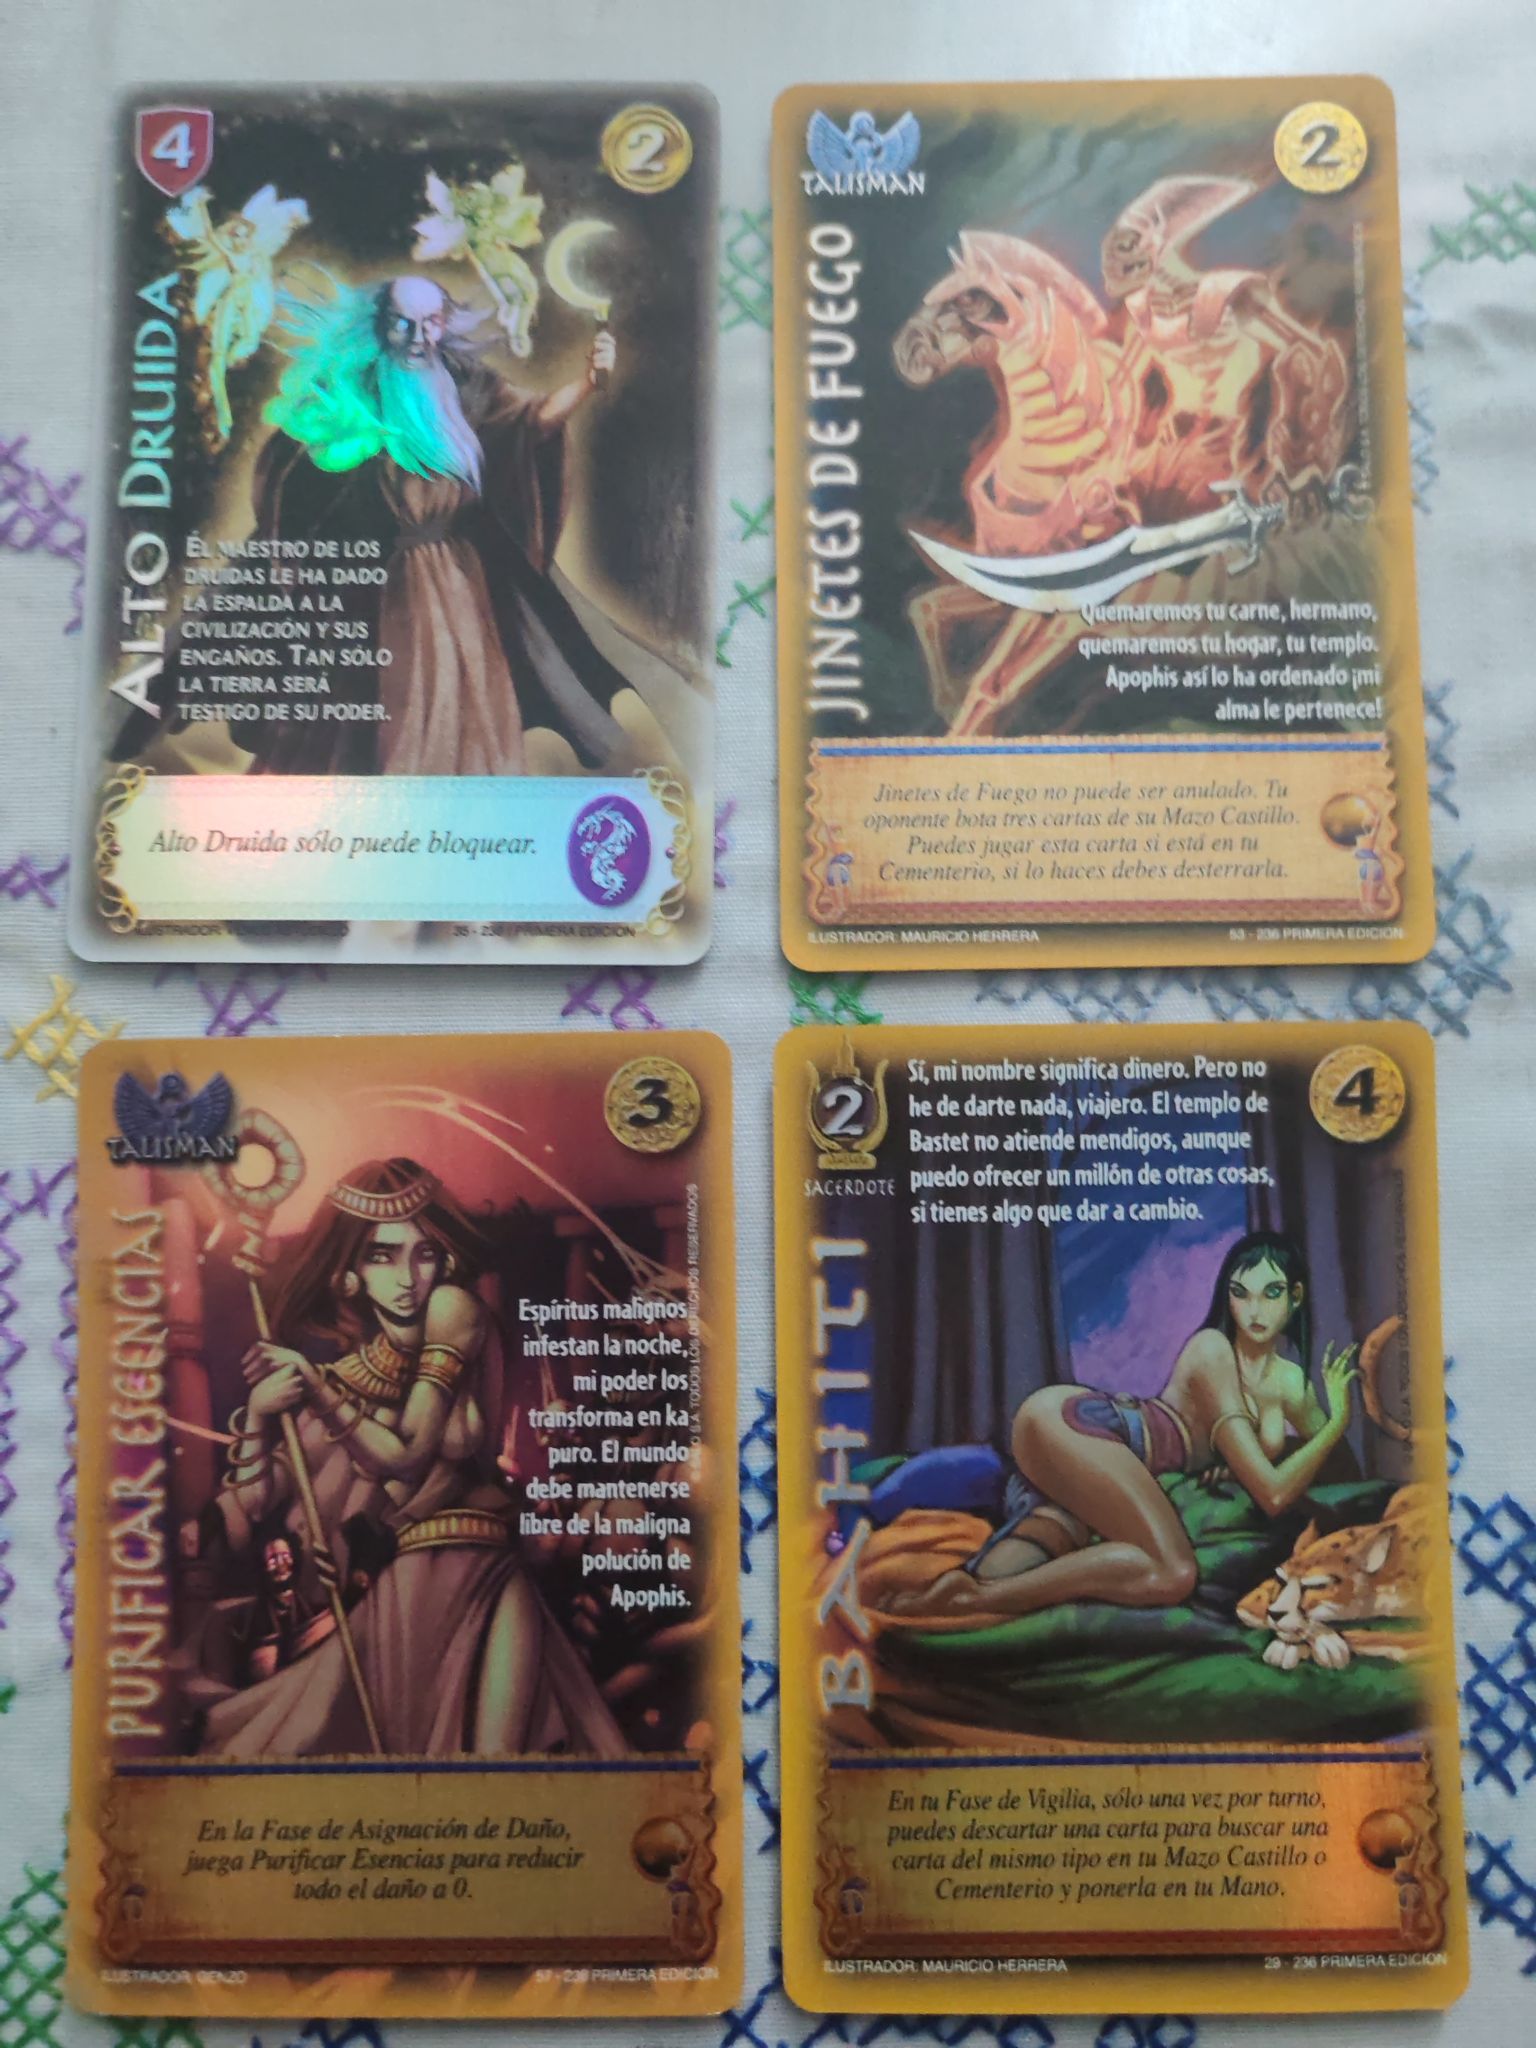 4
2
ALTO DRUIDA
ÉL MAESTRO DE LOS
DRUIDAS LE HA DADO
LA ESPALDA A LA
CIVILIZACIÓN Y SUS
ENGAÑOS. TAN SÓLO
LA TIERRA SERÁ
TESTIGO DE SU PODER.
Alto Druida sólo puede bloquear.
ILUSTRADOR:
35 - 236 PRIMERA EDICION
TALISMAN
2
JINETES DE FUEGO
Quemaremos tu carne, hermano,
quemaremos tu hogar, tu templo.
Apophis así lo ha ordenado ¡mi
alma le pertenece!
Jinetes de Fuego no puede ser anulado. Tu
oponente bota tres cartas de su Mazo Castillo.
Puedes jugar esta carta si está en tu
Cementerio, si lo haces debes desterrarla.
ILUSTRADOR: MAURICIO HERRERA
53 - 236 PRIMERA EDICION
TALISMAN
3
PURIFICAR ESCENCIAS
Espíritus malignos
infestan la noche,
mi poder los
transforma en ka
puro. El mundo
debe mantenerse
libre de la maligna
polución de
Apophis.
S.A. TODOS LOS DERECHOS RESERVADOS
En la Fase de Asignación de Daño,
juega Purificar Esencias para reducir
todo el daño a 0.
ILUSTRADOR: GENZO
57 - 236 PRIMERA EDICION
2
SACERDOTE
4
Sí, mi nombre significa dinero. Pero no
he de darte nada, viajero. El templo de
Bastet no atiende mendigos, aunque
puedo ofrecer un millón de otras cosas,
si tienes algo que dar a cambio.
BAHITI
En tu Fase de Vigilia, sólo una vez por turno,
puedes descartar una carta para buscar una
carta del mismo tipo en tu Mazo Castillo o
Cementerio y ponerla en tu Mano.
ILUSTRADOR: MAURICIO HERRERA
29 - 236 PRIMERA EDICION